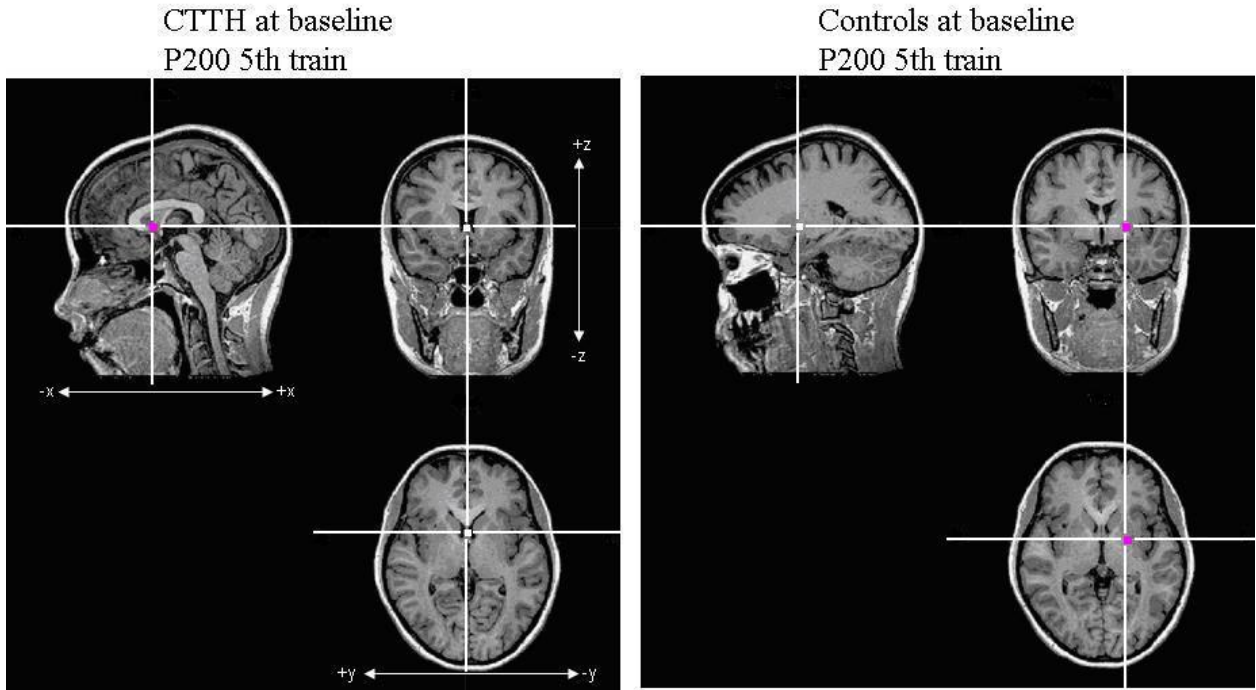 CTTH at baseline
P200 5th train
Controls at baseline
P200 5th train
+z
-z
-x
+x
+y
-y